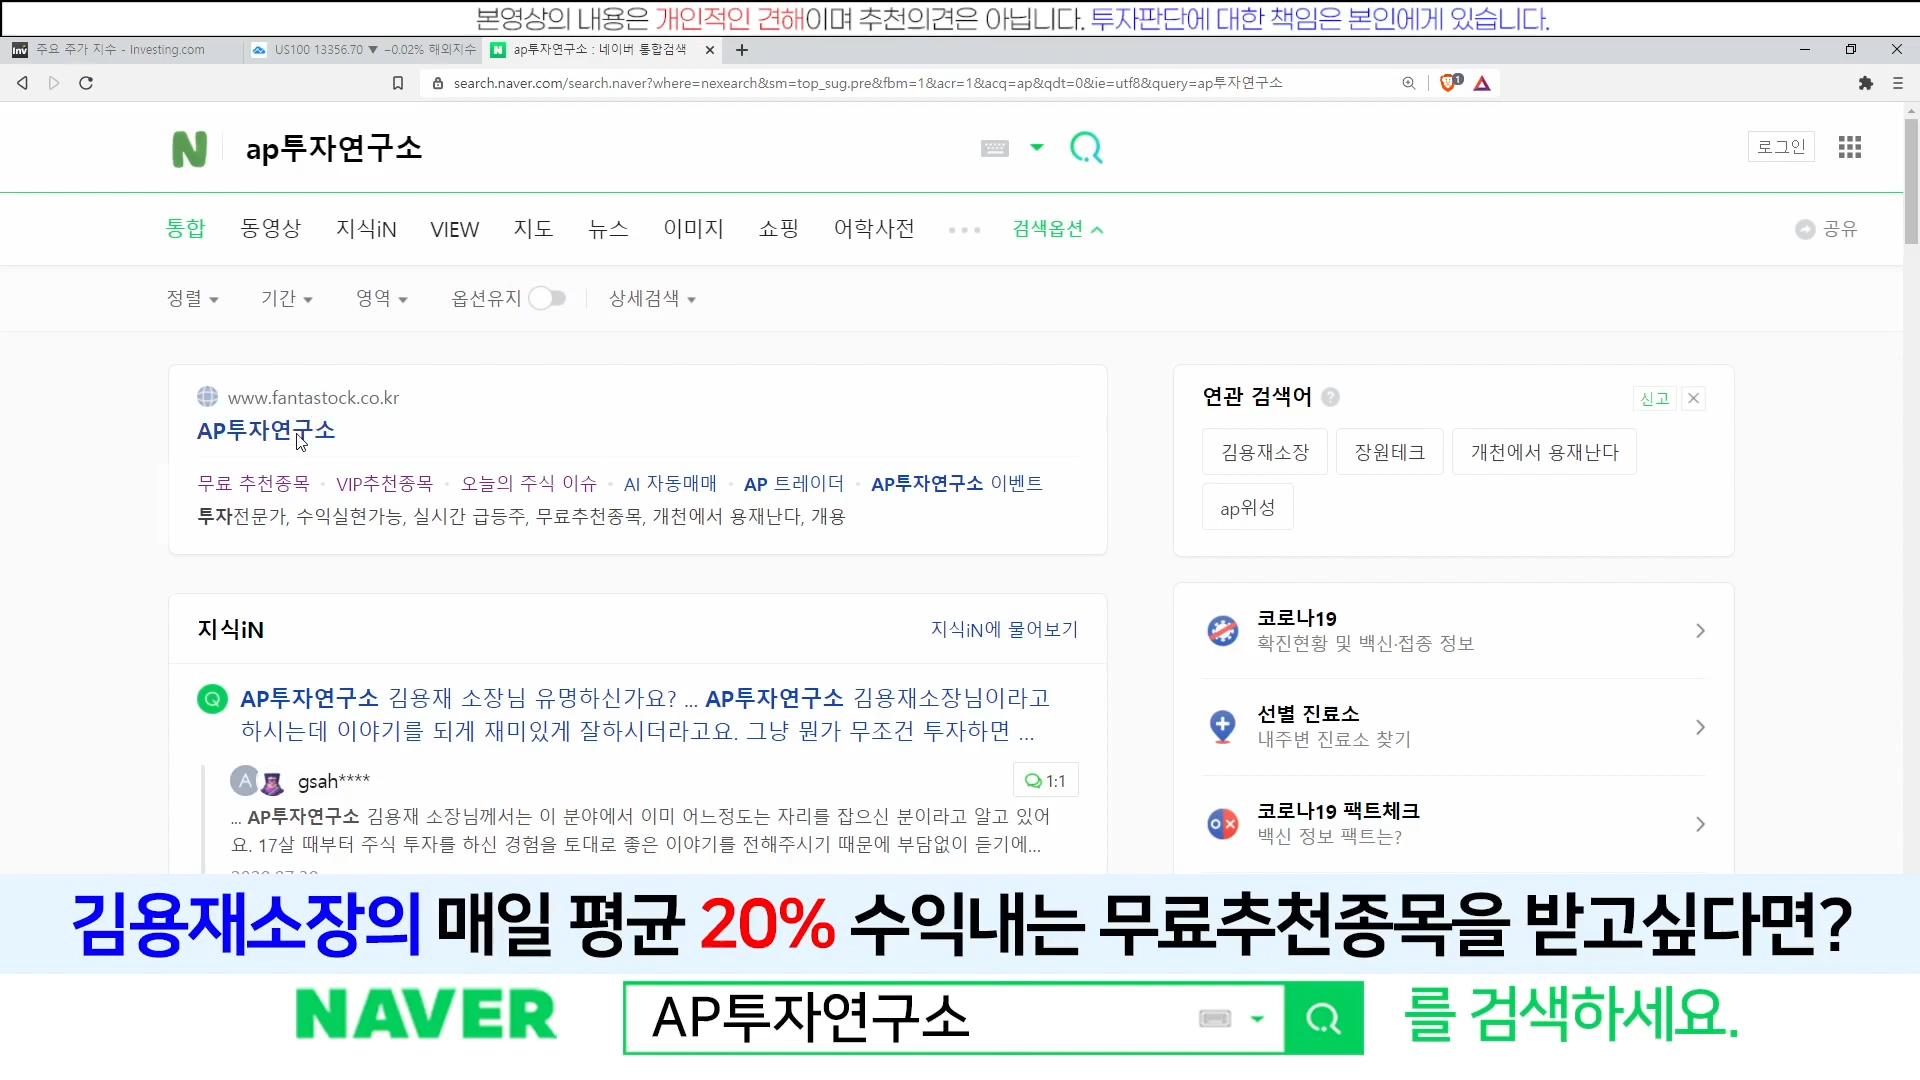 본영상의 내용은 개인적인 견해이며 추천의견은 아닙니다. 투자판단에 대한 책임은 본인에게 있습니다.
Inv 주요 주가 지수 - Investing.com
US100 13356.70 ▼ −0.02% 해외지수
N ap투자연구소 : 네이버 통합검색
search.naver.com/search.naver?where=nexearch&sm=top_sug.pre&fbm=1&acr=1&acq=ap&qdt=0&ie=utf8&query=ap투자연구소
1
N ap투자연구소
로그인
통합 동영상 지식iN VIEW 지도 뉴스 이미지 쇼핑 어학사전 검색옵션
공유
정렬 기간 영역 옵션유지 상세검색
www.fantastock.co.kr
AP투자연구소
무료 추천종목 · VIP추천종목 · 오늘의 주식 이슈 · AI 자동매매 · AP 트레이더 · AP투자연구소 이벤트
투자전문가, 수익실현가능, 실시간 급등주, 무료추천종목, 개천에서 용재난다, 개용
연관 검색어 ? 신고
김용재소장 장원테크 개천에서 용재난다
ap위성
지식iN 지식iN에 물어보기
Q AP투자연구소 김용재 소장님 유명하신가요? ... AP투자연구소 김용재소장님이라고
하시는데 이야기를 되게 재미있게 잘하시더라고요. 그냥 뭔가 무조건 투자하면 ...
A gsah**** 1:1
... AP투자연구소 김용재 소장님께서는 이 분야에서 이미 어느정도는 자리를 잡으신 분이라고 알고 있어
요. 17살 때부터 주식 투자를 하신 경험을 토대로 좋은 이야기를 전해주시기 때문에 부담없이 듣기에...
코로나19
확진현황 및 백신·접종 정보
선별 진료소
내주변 진료소 찾기
코로나19 팩트체크
백신 정보 팩트는?
김용재소장의 매일 평균 20% 수익내는 무료추천종목을 받고싶다면?
NAVER AP투자연구소 를 검색하세요.